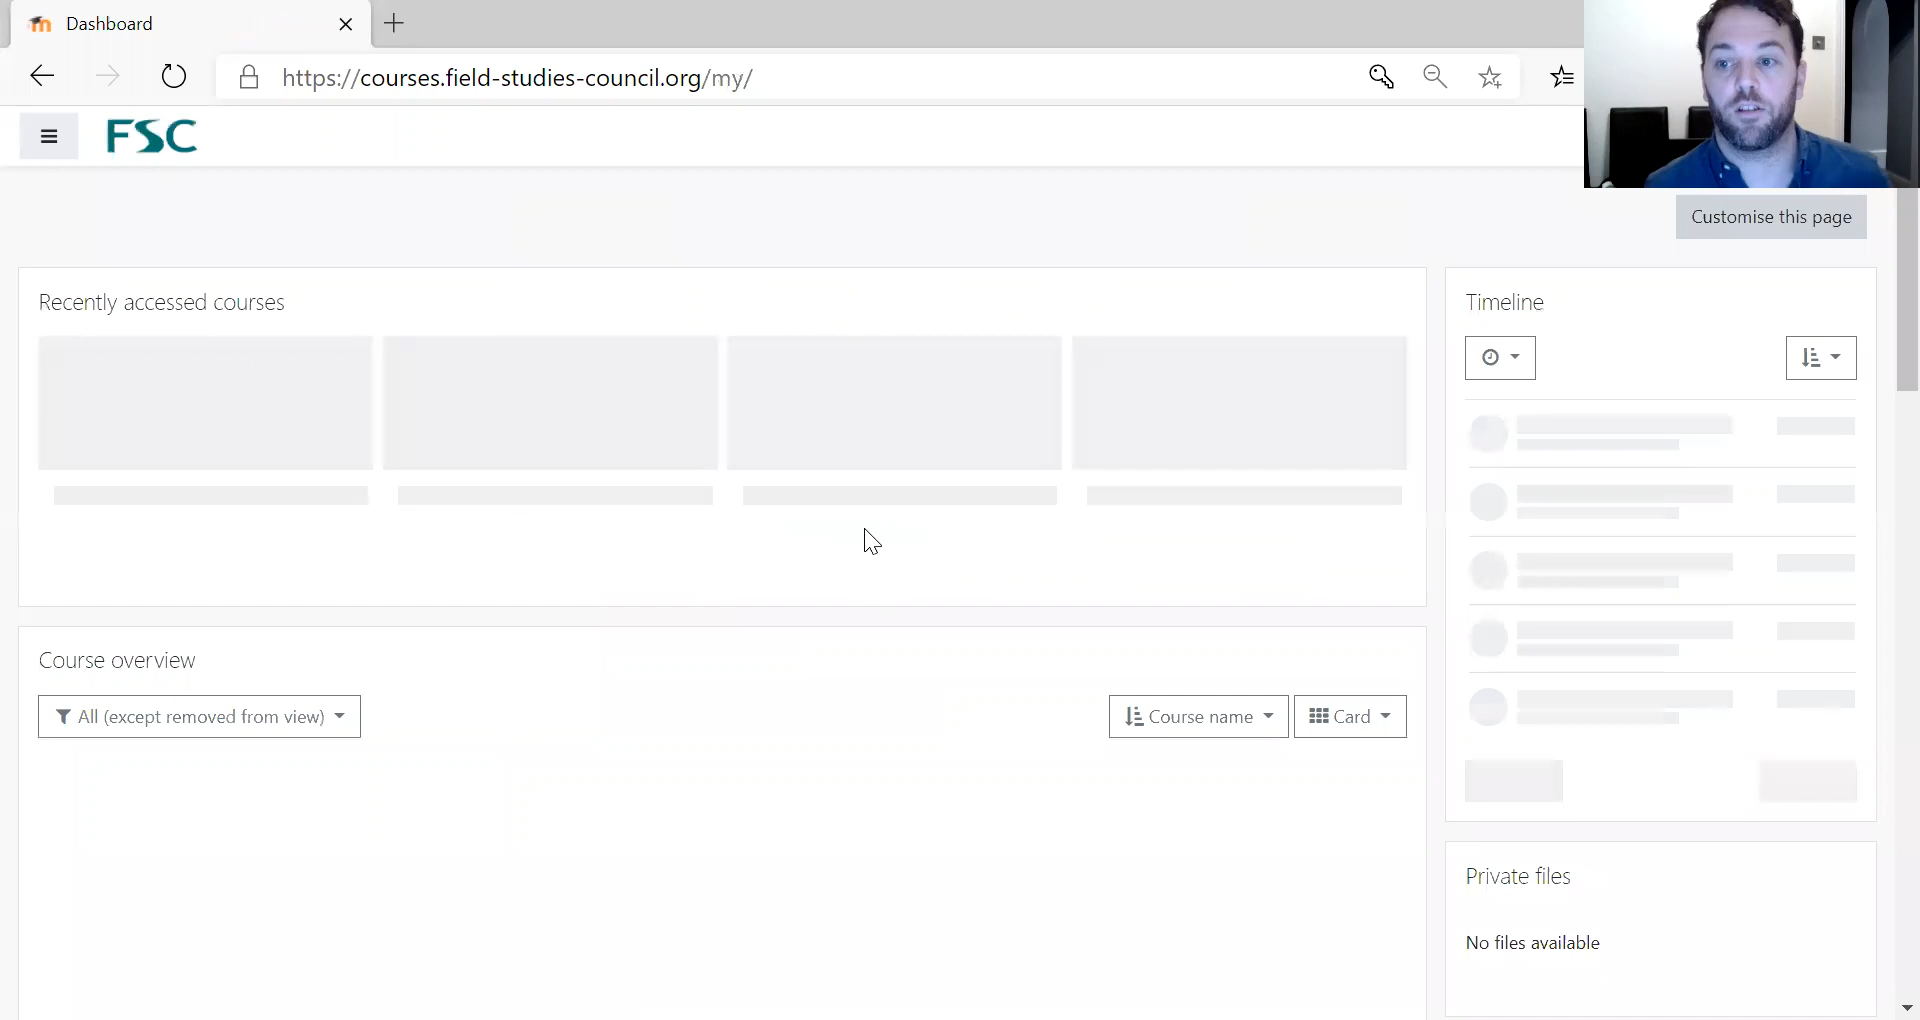 Dashboard
https://courses.field-studies-council.org/my/
FSC
Customise this page
Recently accessed courses
Timeline
Course overview
All (except removed from view)
Course name
Card
Private files
No files available